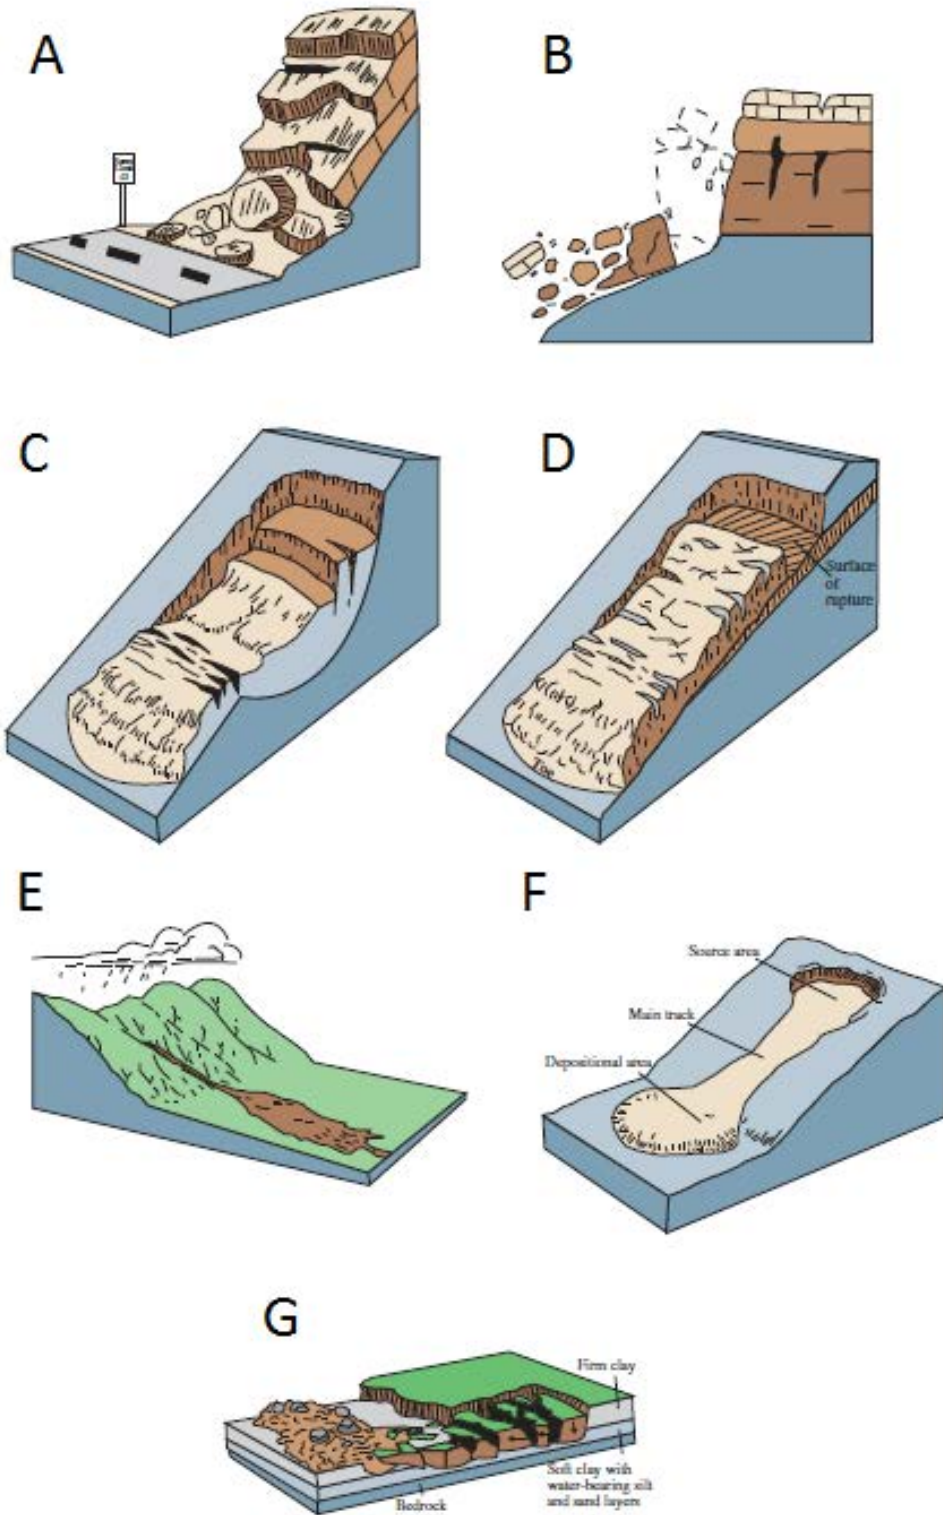 A
B
C
D
Surface
of
rupture
Toe
E
F
Source area
Main track
Depositional area
G
Firm clay
Soft clay with
water-bearing silt
and sand layers
Bedrock